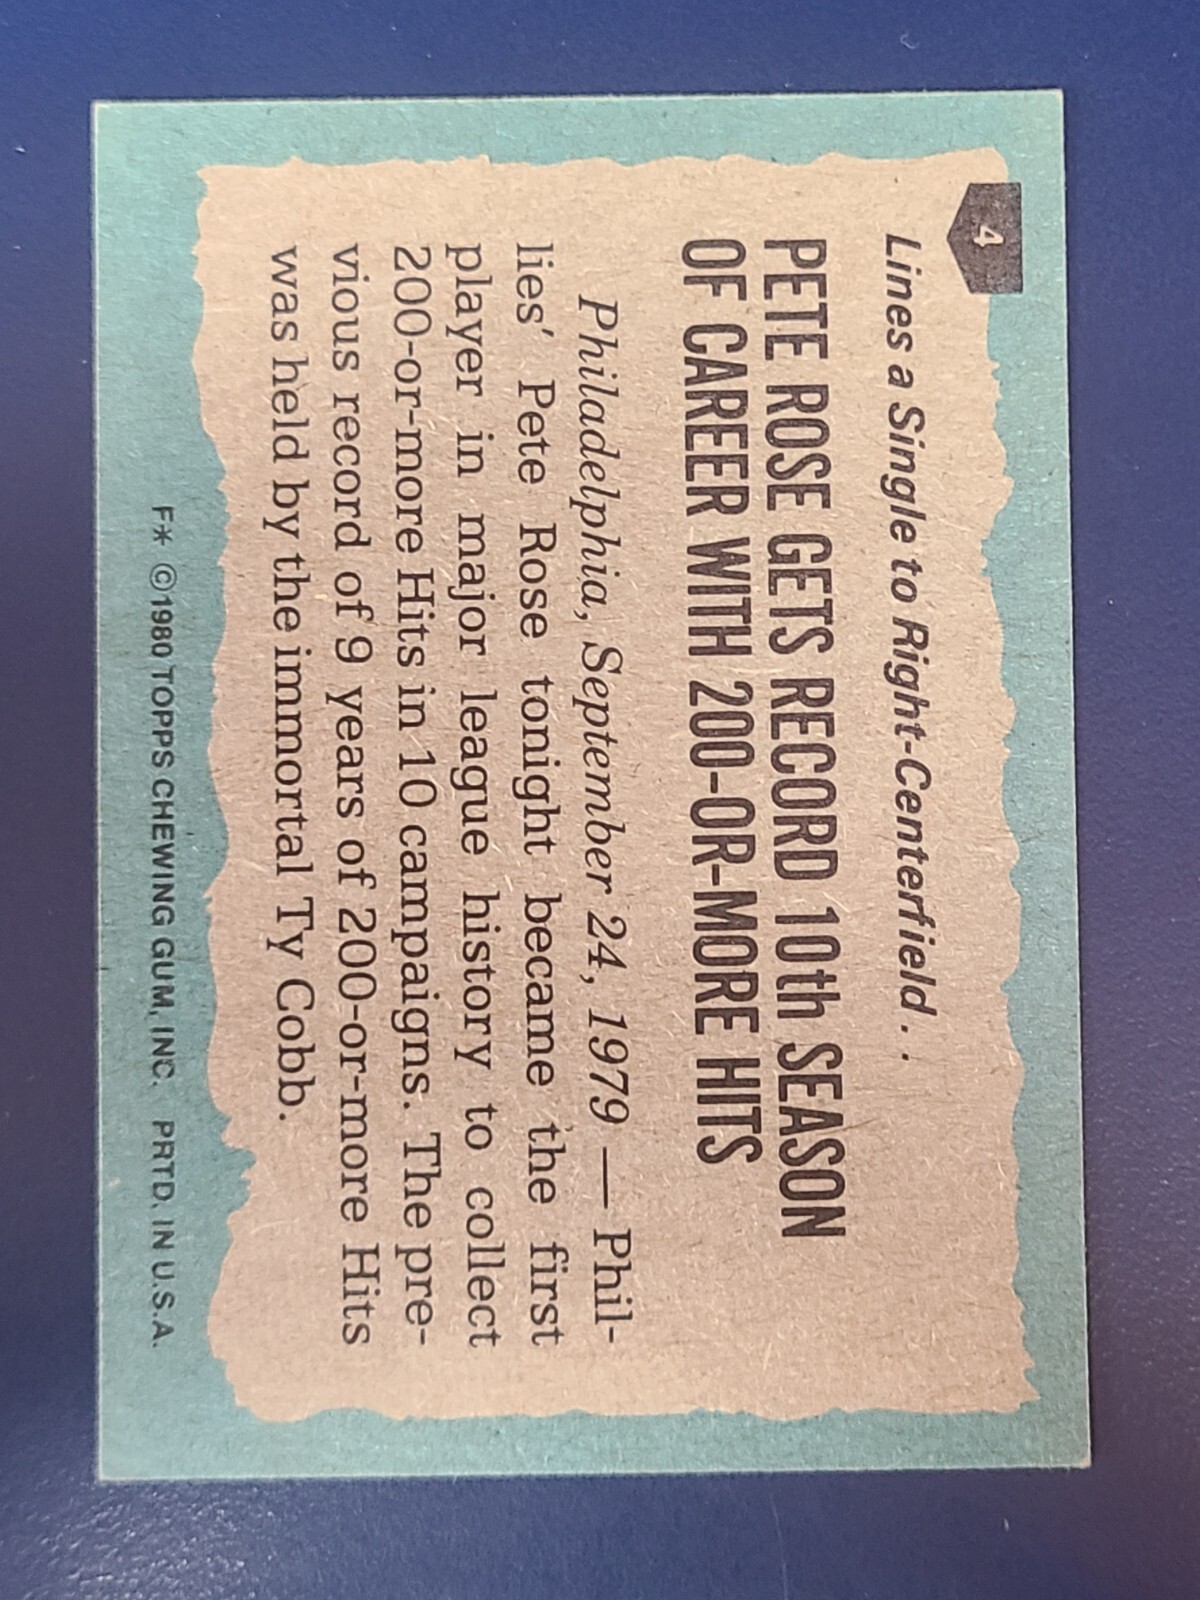 4
Lines a Single to Right-Centerfield . .
PETE ROSE GETS RECORD 10th SEASON
OF CAREER WITH 200-OR-MORE HITS
Philadelphia, September 24, 1979 — Phil-
lies' Pete Rose tonight became the first
player in major league history to collect
200-or-more Hits in 10 campaigns. The pre-
vious record of 9 years of 200-or-more Hits
was held by the immortal Ty Cobb.
F* ©1980 TOPPS CHEWING GUM, INC. PRTD. IN U.S.A.